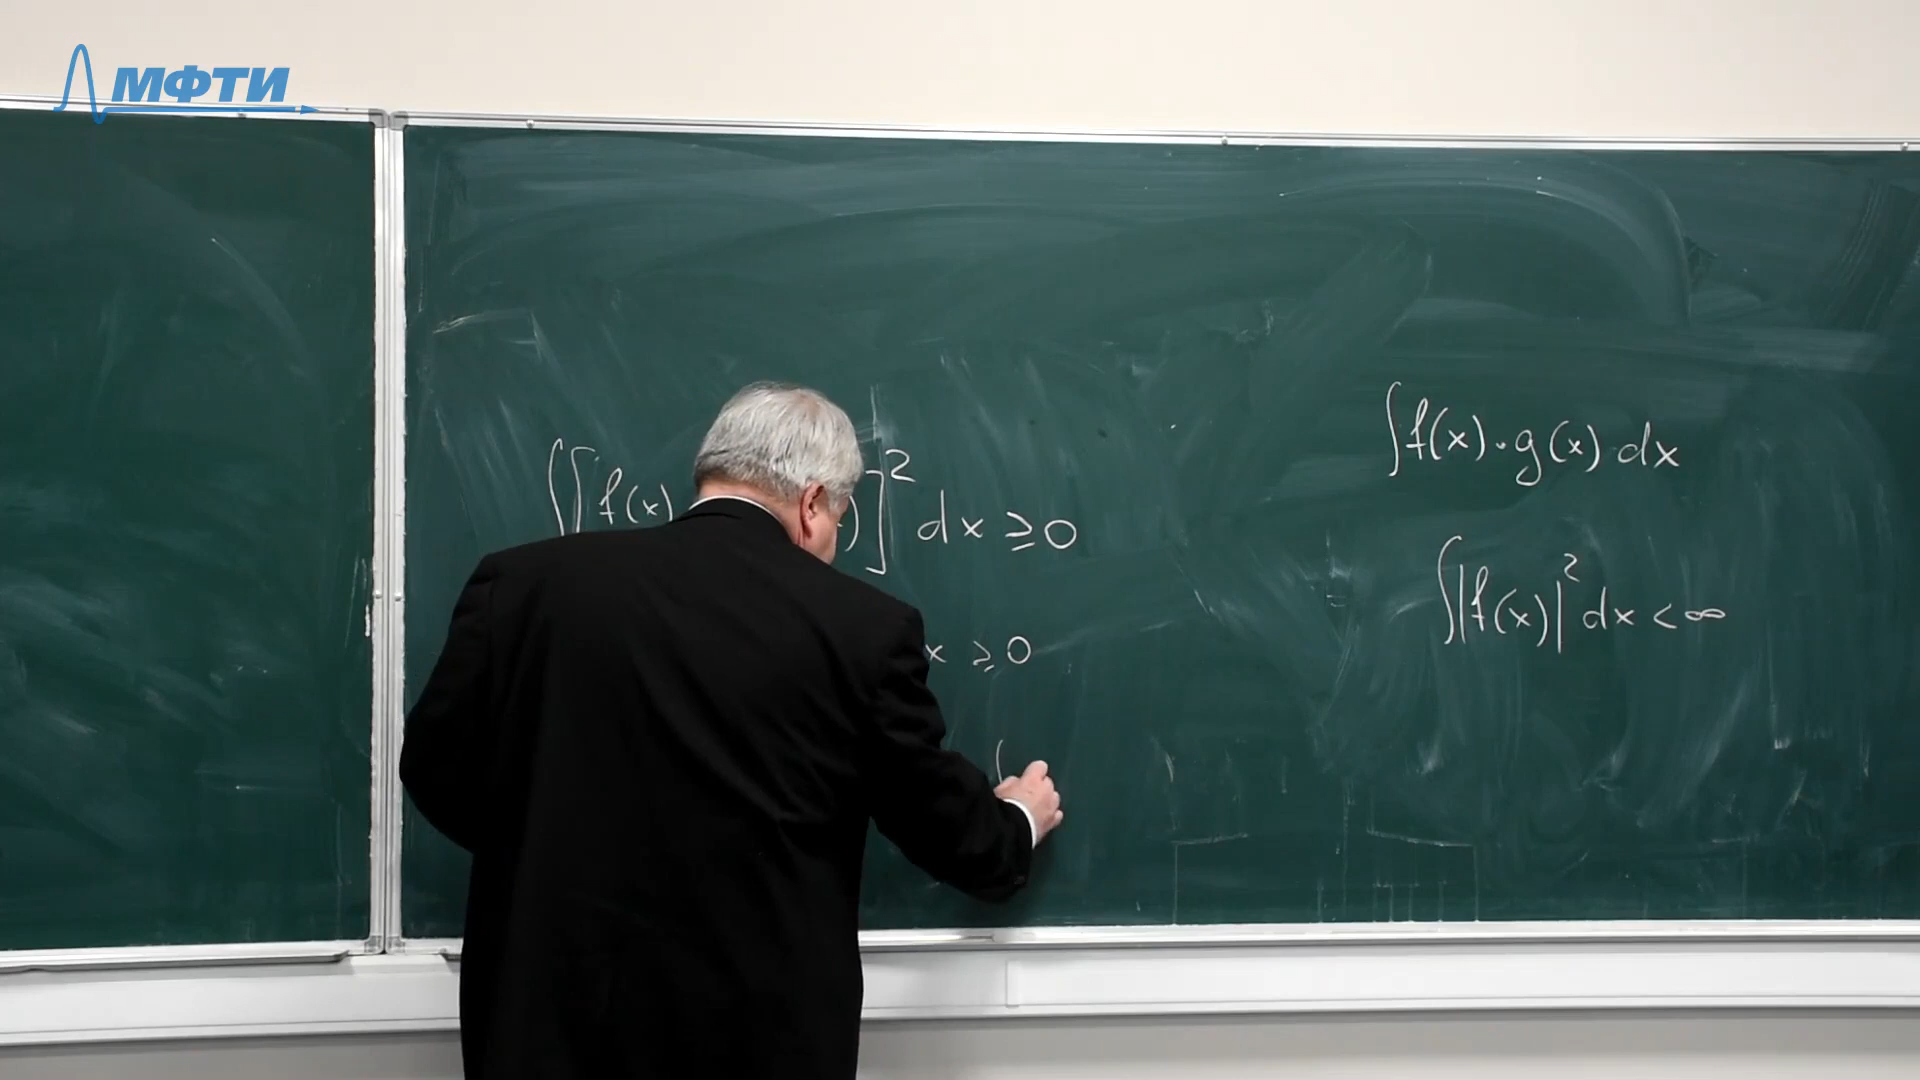 МФТИ
∫[f(x) )]² dx ≥ 0
x ≥ 0
(
∫f(x)·g(x) dx
∫|f(x)|² dx < ∞